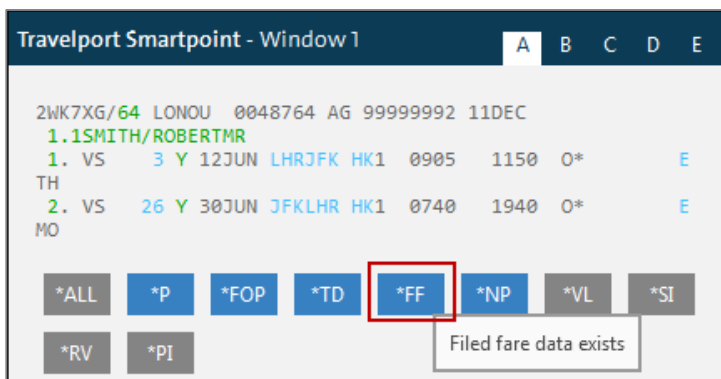 Travelport Smartpoint - Window 1 A B C D E
2WK7XG/64 LONOU 0048764 AG 99999992 11DEC
1.1SMITH/ROBERTMR
1. VS 3 Y 12JUN LHRJFK HK1 0905 1150 O* E
TH
2. VS 26 Y 30JUN JFKLHR HK1 0740 1940 O* E
MO
*ALL *P *FOP *TD *FF *NP *VL *SI
Filed fare data exists
*RV *PI